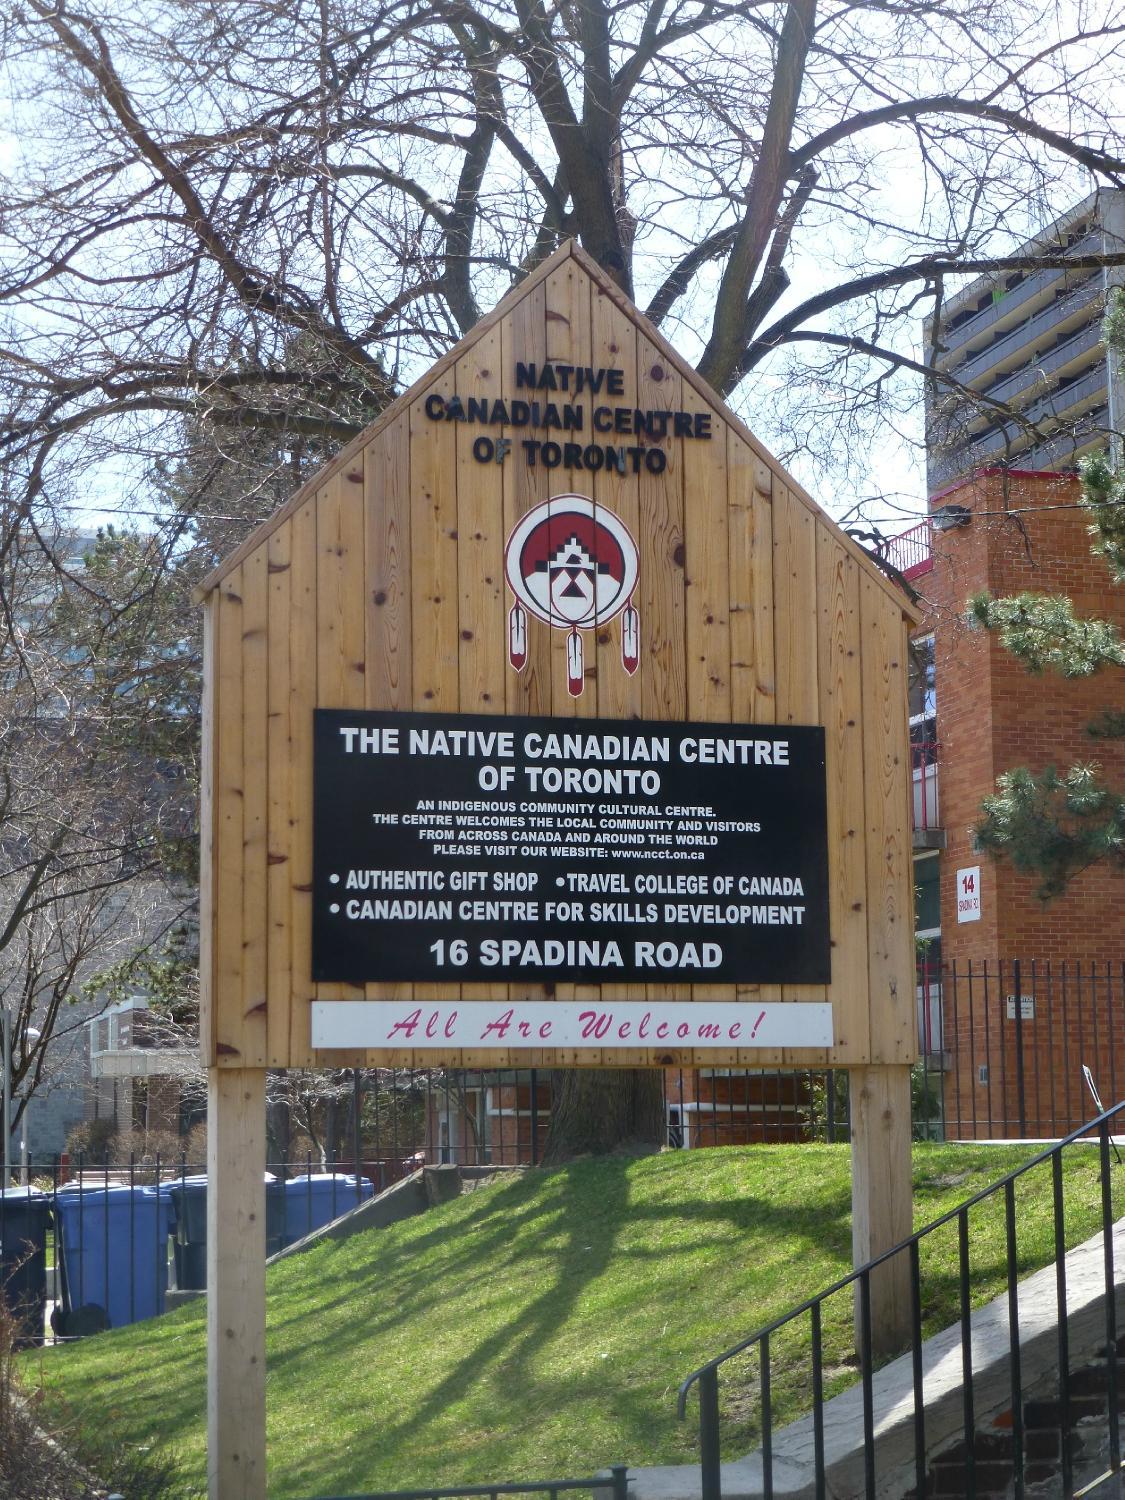 NATIVE
CANADIAN CENTRE
OF TORONTO
THE NATIVE CANADIAN CENTRE
OF TORONTO
AN INDIGENOUS COMMUNITY CULTURAL CENTRE.
THE CENTRE WELCOMES THE LOCAL COMMUNITY AND VISITORS
FROM ACROSS CANADA AND AROUND THE WORLD
PLEASE VISIT OUR WEBSITE: www.ncct.on.ca
• AUTHENTIC GIFT SHOP • TRAVEL COLLEGE OF CANADA
• CANADIAN CENTRE FOR SKILLS DEVELOPMENT
16 SPADINA ROAD
All Are Welcome!
14
SPADINA RD